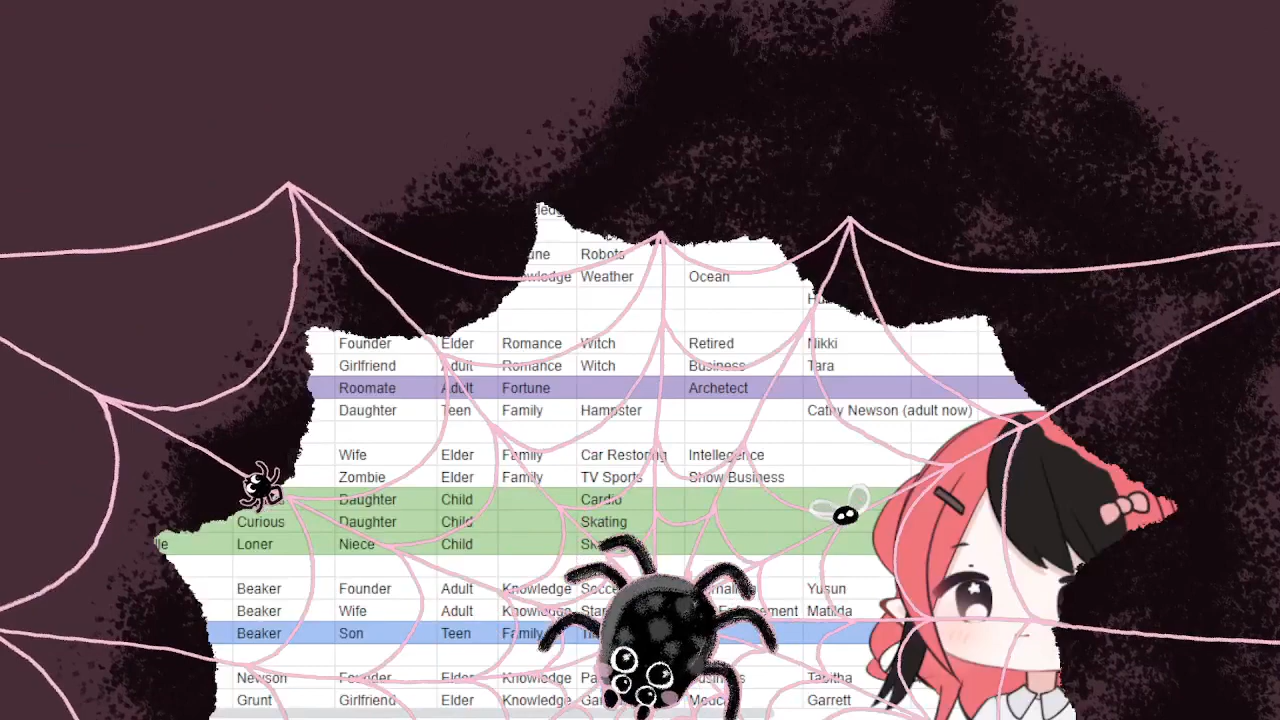 Robots
Weather Ocean
Founder Elder Romance Witch Retired Nikki
Girlfriend Adult Romance Witch Business Tara
Roomate Adult Fortune Archetect
Daughter Teen Family Hampster Cathy Newson (adult now)
Wife Elder Family Car Restoring Intellegence
Zombie Elder Family TV Sports Show Business
Daughter Child Cardio
Curious Daughter Child Skating
Loner Niece Child
Beaker Founder Adult Knowledge Yusun
Beaker Wife Adult Knowledge Matilda
Beaker Son Teen Family
Newson Founder Elder Knowledge Tabitha
Grunt Girlfriend Elder Knowledge Garrett